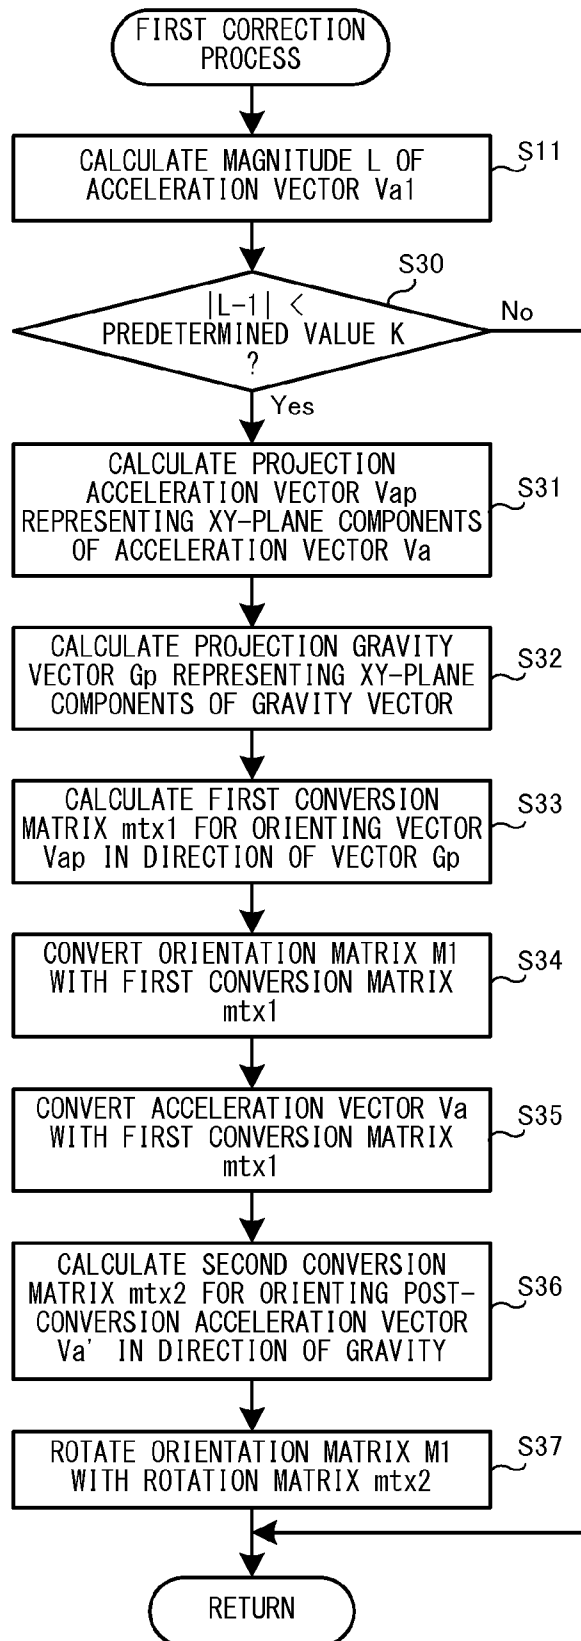 FIRST CORRECTION
PROCESS
CALCULATE MAGNITUDE L OF
ACCELERATION VECTOR Va1
S11
S30
|L-1| <
PREDETERMINED VALUE K
?
No
Yes
CALCULATE PROJECTION
ACCELERATION VECTOR Vap
REPRESENTING XY-PLANE COMPONENTS
OF ACCELERATION VECTOR Va
S31
CALCULATE PROJECTION GRAVITY
VECTOR Gp REPRESENTING XY-PLANE
COMPONENTS OF GRAVITY VECTOR
S32
CALCULATE FIRST CONVERSION
MATRIX mtx1 FOR ORIENTING VECTOR
Vap IN DIRECTION OF VECTOR Gp
S33
CONVERT ORIENTATION MATRIX M1
WITH FIRST CONVERSION MATRIX
mtx1
S34
CONVERT ACCELERATION VECTOR Va
WITH FIRST CONVERSION MATRIX
mtx1
S35
CALCULATE SECOND CONVERSION
MATRIX mtx2 FOR ORIENTING POST-
CONVERSION ACCELERATION VECTOR
Va' IN DIRECTION OF GRAVITY
S36
ROTATE ORIENTATION MATRIX M1
WITH ROTATION MATRIX mtx2
S37
RETURN